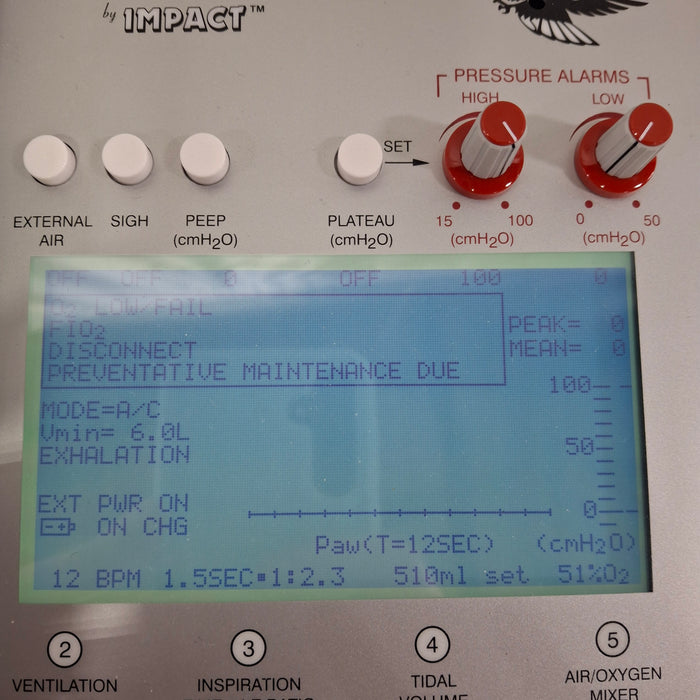 by IMPACT™
PRESSURE ALARMS
HIGH LOW
SET
EXTERNAL AIR
SIGH
PEEP (cmH2O)
PLATEAU (cmH2O)
15 100 (cmH2O)
0 50 (cmH2O)
OFF OFF 0 OFF 100 0
O2 LOW/FAIL
FIO2
DISCONNECT
PREVENTATIVE MAINTENANCE DUE
PEAK= 0
MEAN= 0
MODE=A/C
Vmin= 6.0L
EXHALATION
100
50
0
EXT PWR ON
-+ ON CHG
Paw(T=12SEC) (cmH2O)
12 BPM 1.5SEC=1:2.3 510ml set 51%O2
2 3 4 5
VENTILATION
INSPIRATION
TIDAL
VOLUME
AIR/OXYGEN
MIXER